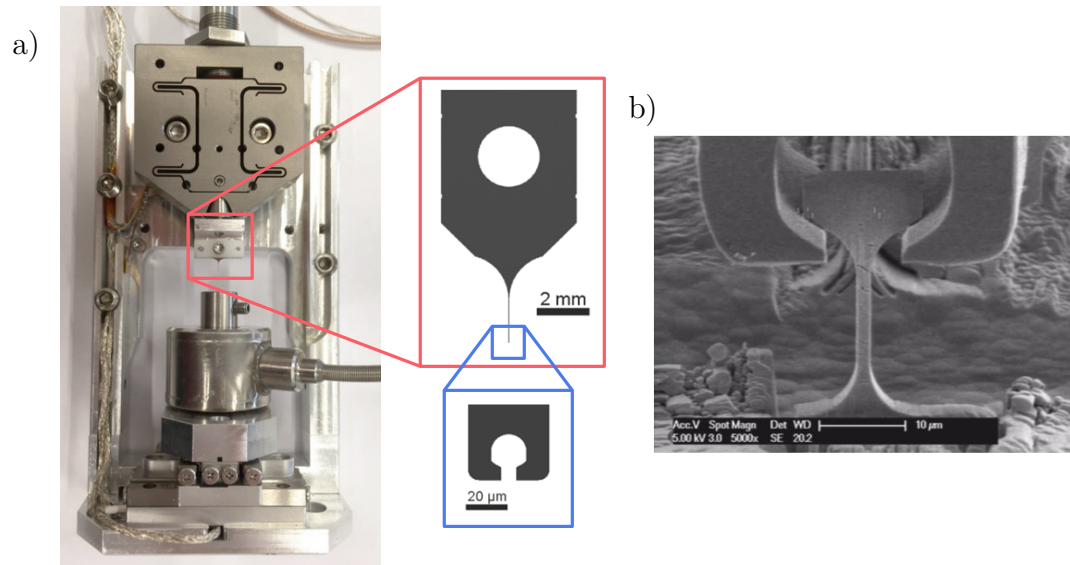 a)
2 mm
20 µm
b)
Acc.V Spot Magn Det WD 10 µm
5.00 kV 3.0 5000x SE 20.2